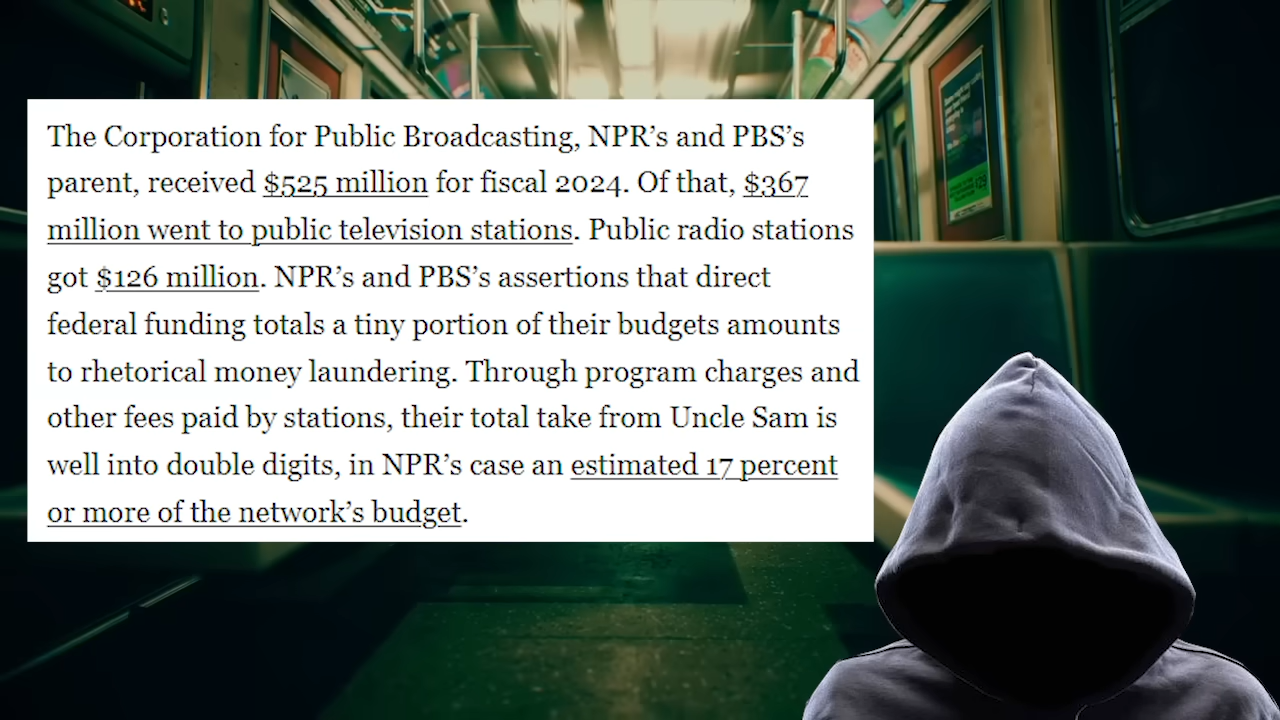 The Corporation for Public Broadcasting, NPR’s and PBS’s
parent, received $525 million for fiscal 2024. Of that, $367
million went to public television stations. Public radio stations
got $126 million. NPR’s and PBS’s assertions that direct
federal funding totals a tiny portion of their budgets amounts
to rhetorical money laundering. Through program charges and
other fees paid by stations, their total take from Uncle Sam is
well into double digits, in NPR’s case an estimated 17 percent
or more of the network’s budget.